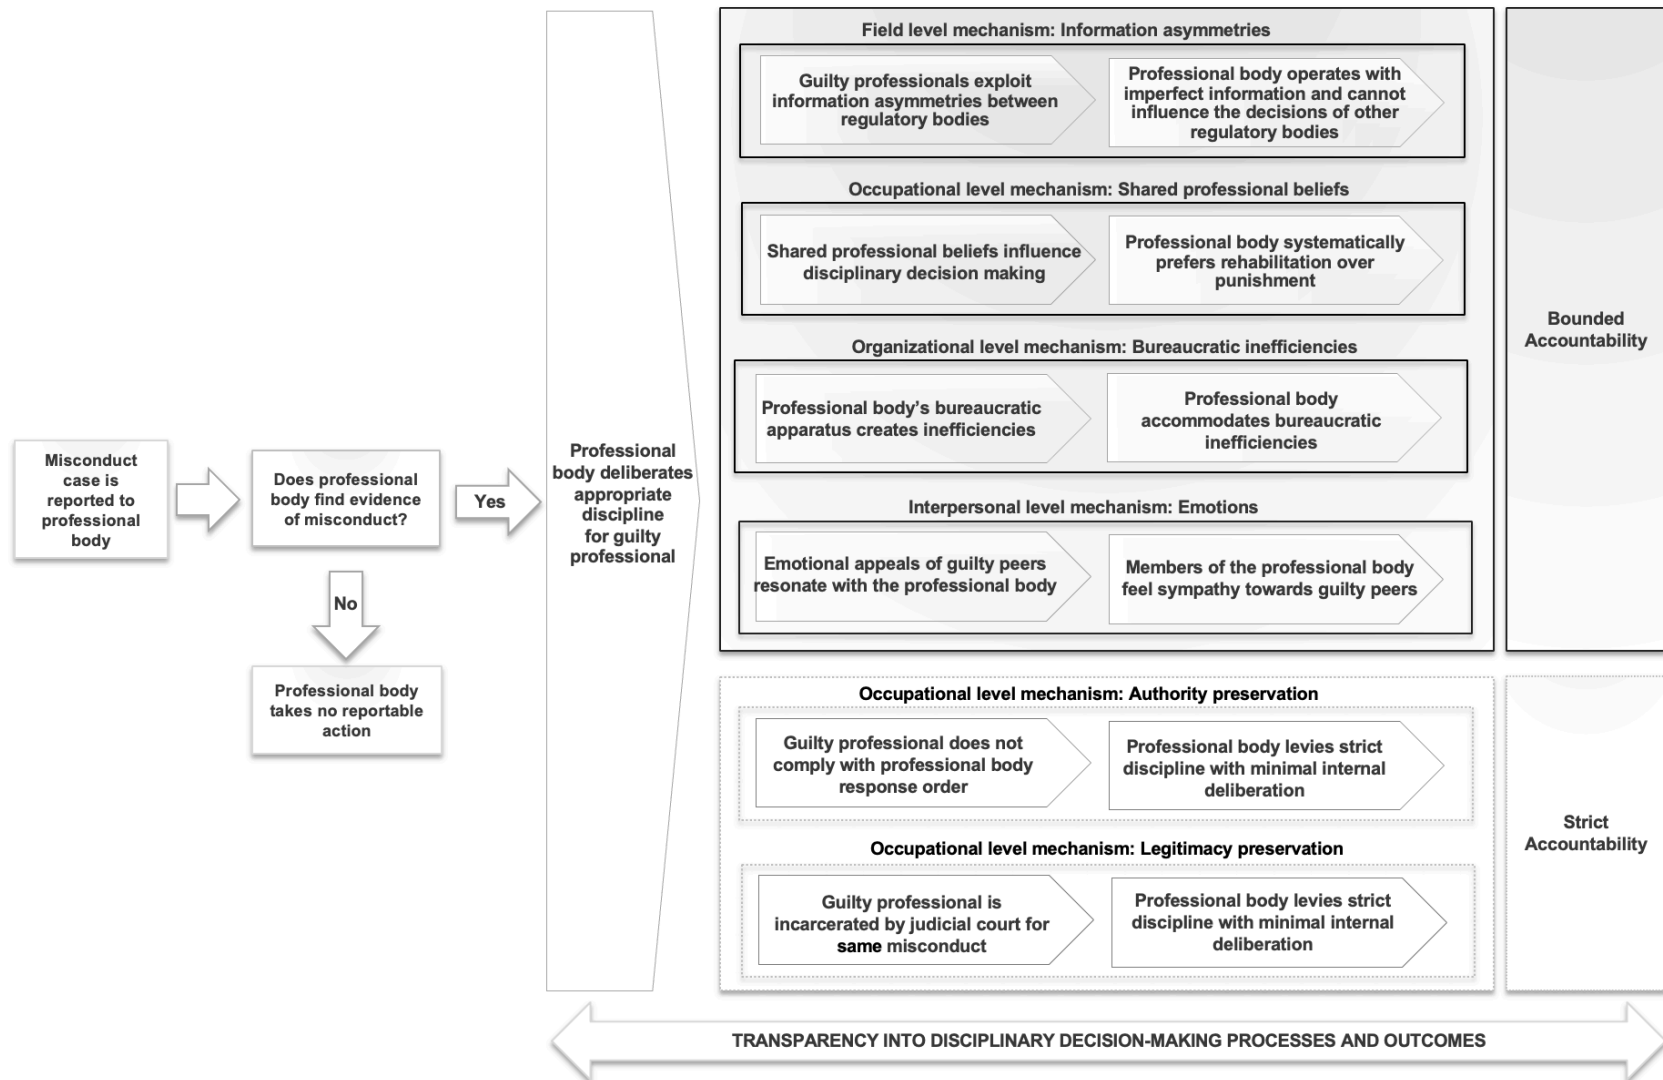 Misconduct
case is
reported to
professional
body
Does professional
body find evidence
of misconduct?
Yes
No
Professional body
takes no reportable
action
Professional
body deliberates
appropriate
discipline
for guilty
professional
Field level mechanism: Information asymmetries
Guilty professionals exploit
information asymmetries between
regulatory bodies
Professional body operates with
imperfect information and cannot
influence the decisions of other
regulatory bodies
Occupational level mechanism: Shared professional beliefs
Shared professional beliefs influence
disciplinary decision making
Professional body systematically
prefers rehabilitation over
punishment
Organizational level mechanism: Bureaucratic inefficiencies
Professional body’s bureaucratic
apparatus creates inefficiencies
Professional body
accommodates bureaucratic
inefficiencies
Interpersonal level mechanism: Emotions
Emotional appeals of guilty peers
resonate with the professional body
Members of the professional body
feel sympathy towards guilty peers
Bounded
Accountability
Occupational level mechanism: Authority preservation
Guilty professional does not
comply with professional body
response order
Professional body levies strict
discipline with minimal internal
deliberation
Occupational level mechanism: Legitimacy preservation
Guilty professional is
incarcerated by judicial court for
same misconduct
Professional body levies strict
discipline with minimal internal
deliberation
Strict
Accountability
TRANSPARENCY INTO DISCIPLINARY DECISION-MAKING PROCESSES AND OUTCOMES